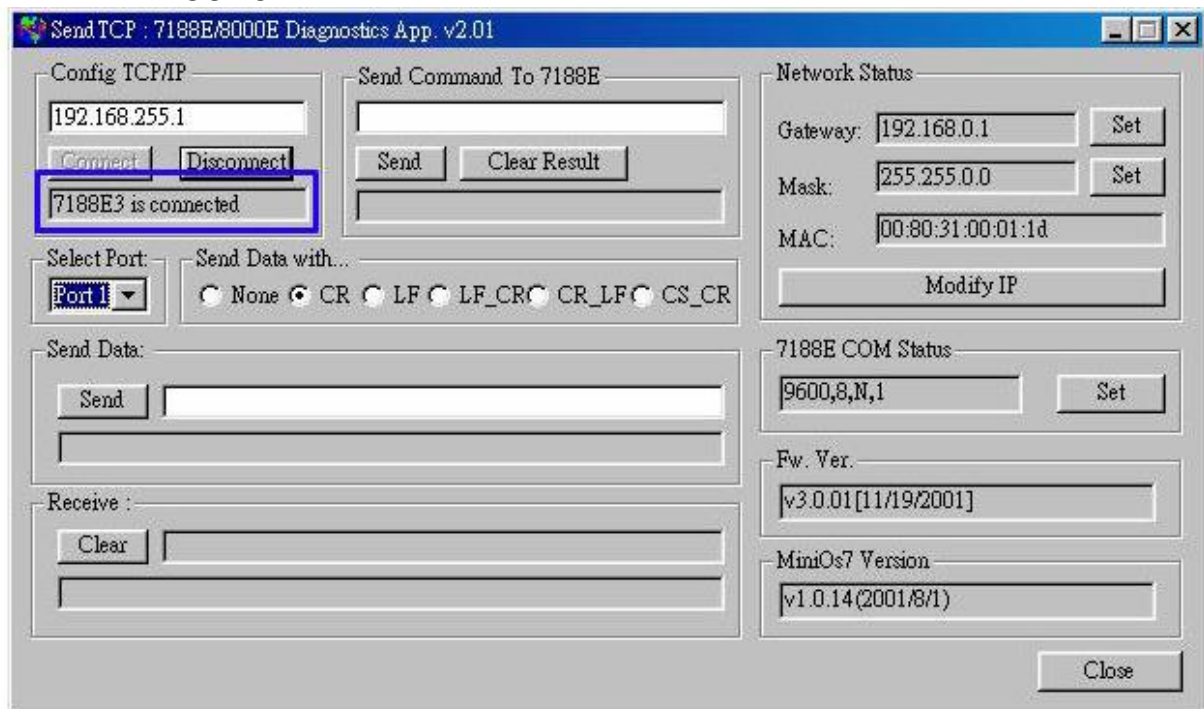 SendTCP : 7188E/8000E Diagnostics App. v2.01
Config TCP/IP
192.168.255.1
Connect Disconnect
7188E3 is connected
Send Command To 7188E
Send Clear Result
Network Status
Gateway: 192.168.0.1 Set
Mask: 255.255.0.0 Set
MAC: 00:80:31:00:01:1d
Modify IP
Select Port:
Port 1
Send Data with...
None CR LF LF_CR CR_LF CS_CR
Send Data:
Send
7188E COM Status
9600,8,N,1 Set
Receive :
Clear
Fw. Ver.
v3.0.01[11/19/2001]
MiniOs7 Version
v1.0.14(2001/8/1)
Close